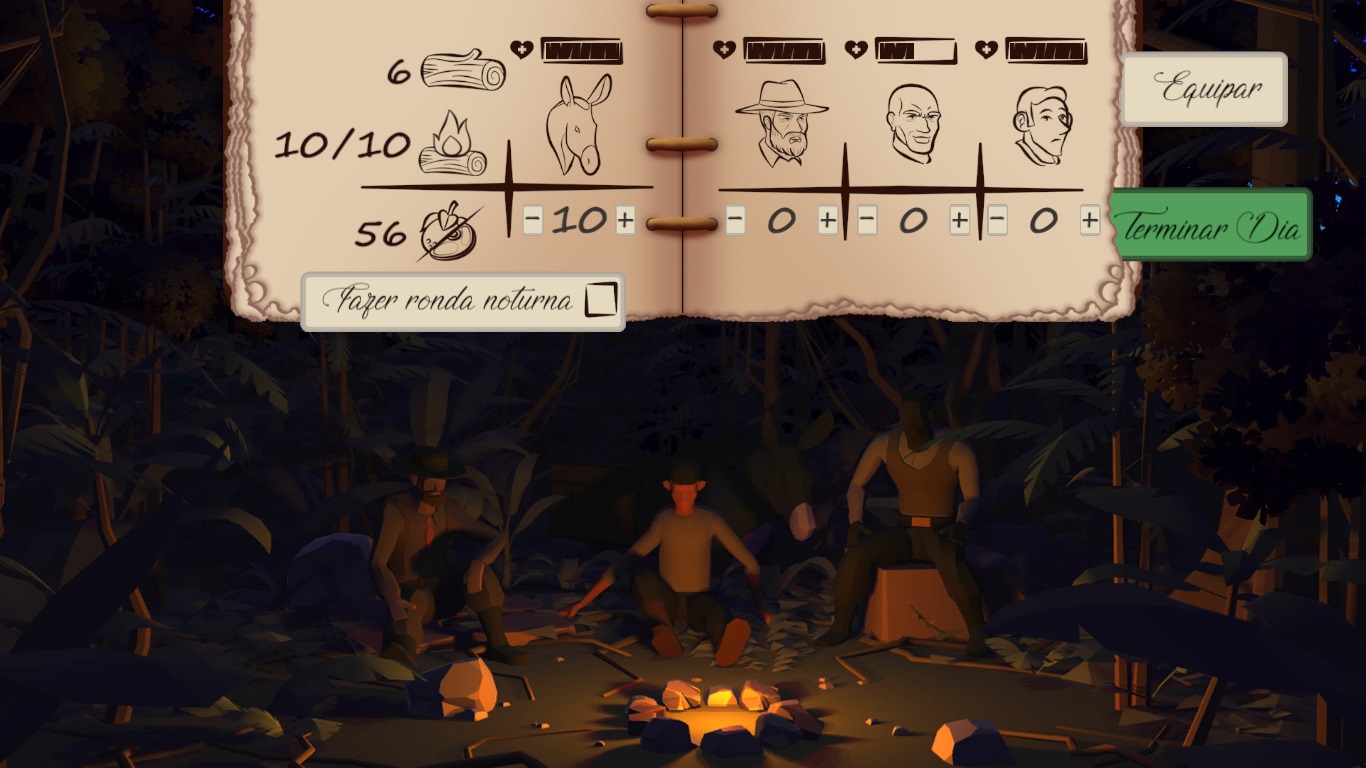 6
10/10
56
- 10 +
- 0 +
- 0 +
- 0 +
Equipar
Terminar Dia
Fazer ronda noturna